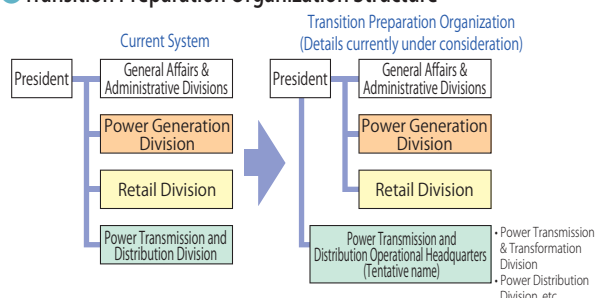 Transition Preparation Organization Structure
Current System
Transition Preparation Organization
(Details currently under consideration)
President
General Affairs &
Administrative Divisions
Power Generation
Division
Retail Division
Power Transmission and
Distribution Division
President
General Affairs &
Administrative Divisions
Power Generation
Division
Retail Division
Power Transmission and
Distribution Operational Headquarters
(Tentative name)
• Power Transmission
& Transformation
Division
• Power Distribution
Division, etc.